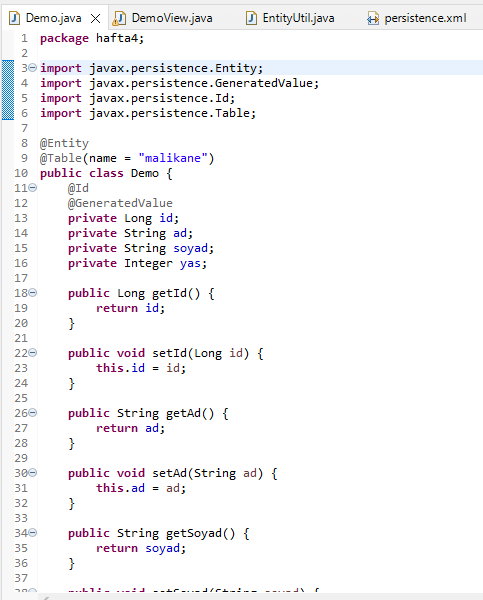 Demo.java DemoView.java EntityUtil.java persistence.xml
1 package hafta4;
2
3 import javax.persistence.Entity;
4 import javax.persistence.GeneratedValue;
5 import javax.persistence.Id;
6 import javax.persistence.Table;
7
8 @Entity
9 @Table(name = "malikane")
10 public class Demo {
11 @Id
12 @GeneratedValue
13 private Long id;
14 private String ad;
15 private String soyad;
16 private Integer yas;
17
18 public Long getId() {
19 return id;
20 }
21
22 public void setId(Long id) {
23 this.id = id;
24 }
25
26 public String getAd() {
27 return ad;
28 }
29
30 public void setAd(String ad) {
31 this.ad = ad;
32 }
33
34 public String getSoyad() {
35 return soyad;
36 }
37
38 public void setSoyad(String soyad) {